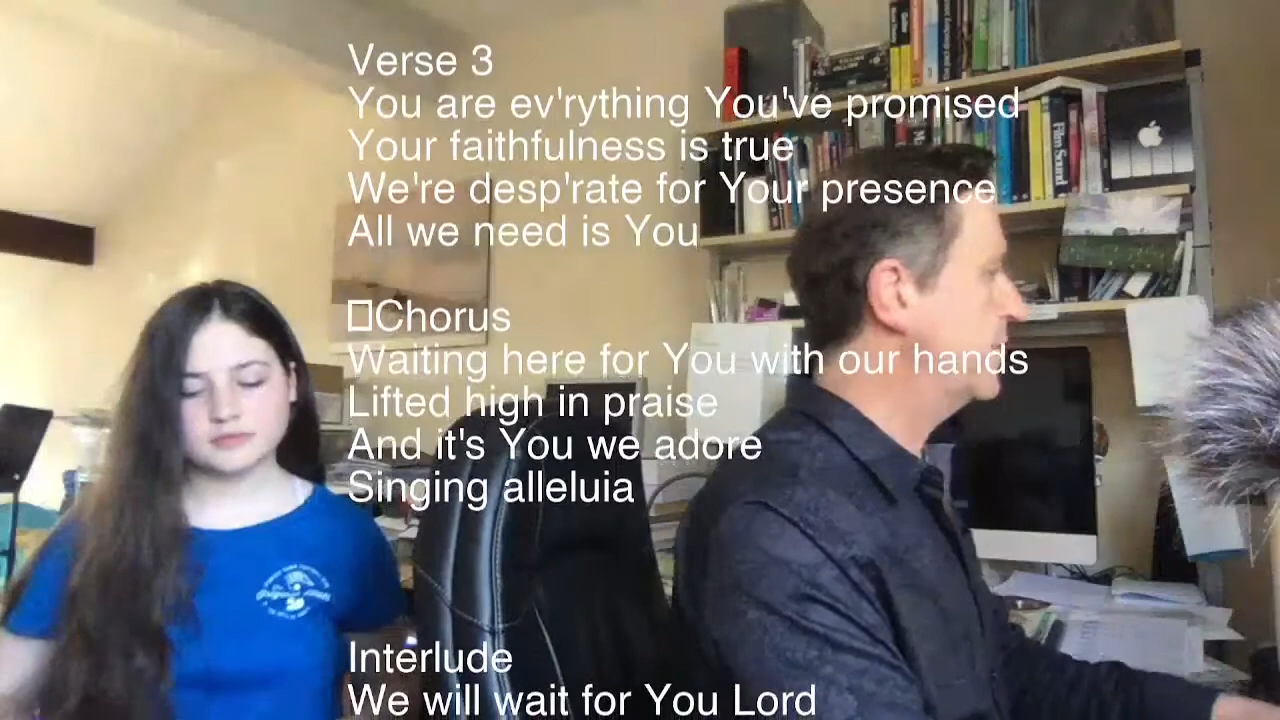 Verse 3
You are ev'rything You've promised
Your faithfulness is true
We're desp'rate for Your presence
All we need is You
Chorus
Waiting here for You with our hands
Lifted high in praise
And it's You we adore
Singing alleluia
Interlude
We will wait for You Lord
Film Sound